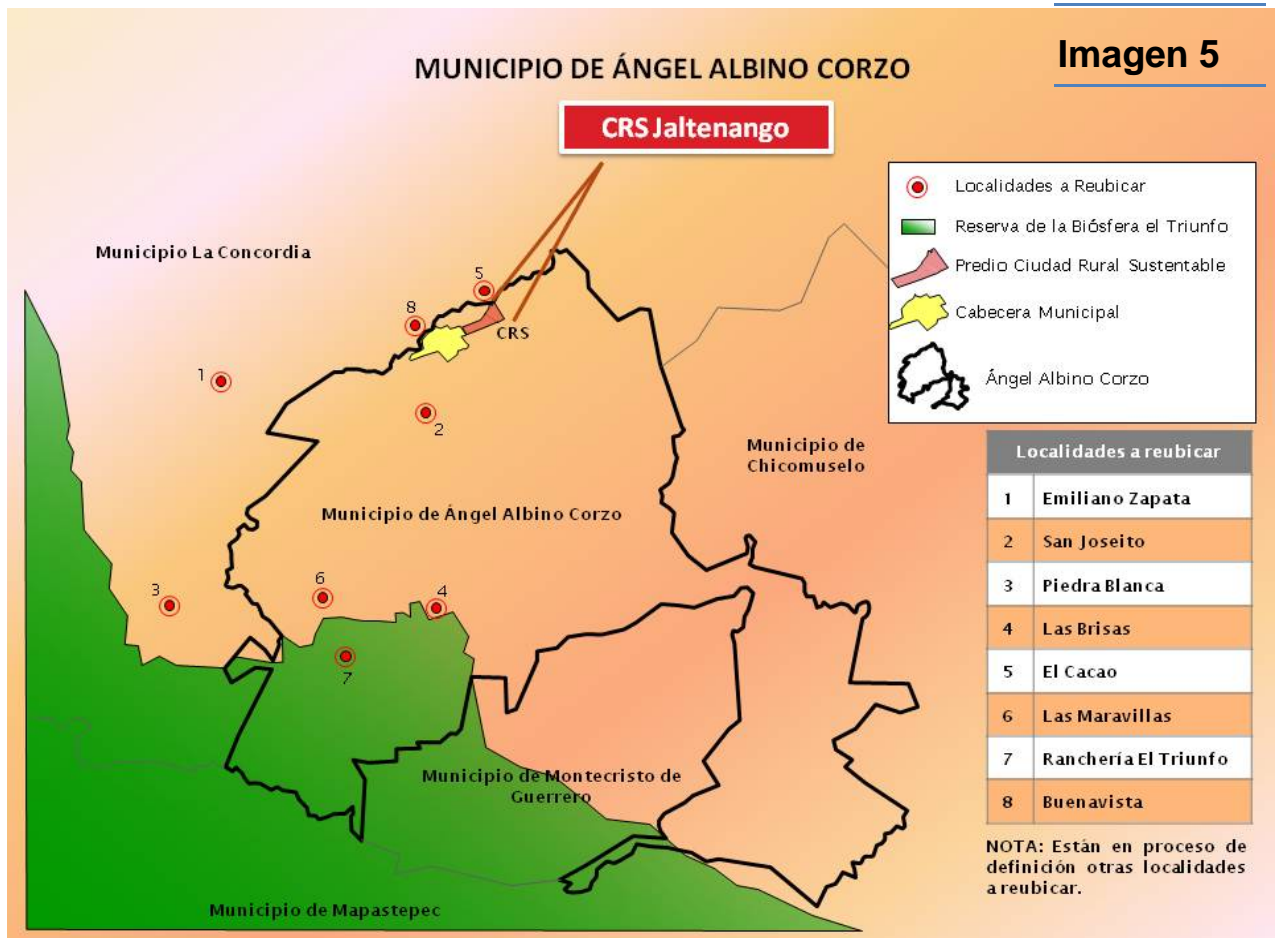 Imagen 5
MUNICIPIO DE ÁNGEL ALBINO CORZO
CRS Jaltenango
Localidades a Reubicar
Reserva de la Biósfera el Triunfo
Predio Ciudad Rural Sustentable
Cabecera Municipal
Ángel Albino Corzo
Municipio La Concordia
5
8
CRS
1
2
Municipio de
Chicomuselo
Municipio de Ángel Albino Corzo
3
6
4
7
Municipio de Montecristo de
Guerrero
Municipio de Mapastepec
Localidades a reubicar
1 Emiliano Zapata
2 San Joseito
3 Piedra Blanca
4 Las Brisas
5 El Cacao
6 Las Maravillas
7 Ranchería El Triunfo
8 Buenavista
NOTA: Están en proceso de
definición otras localidades
a reubicar.